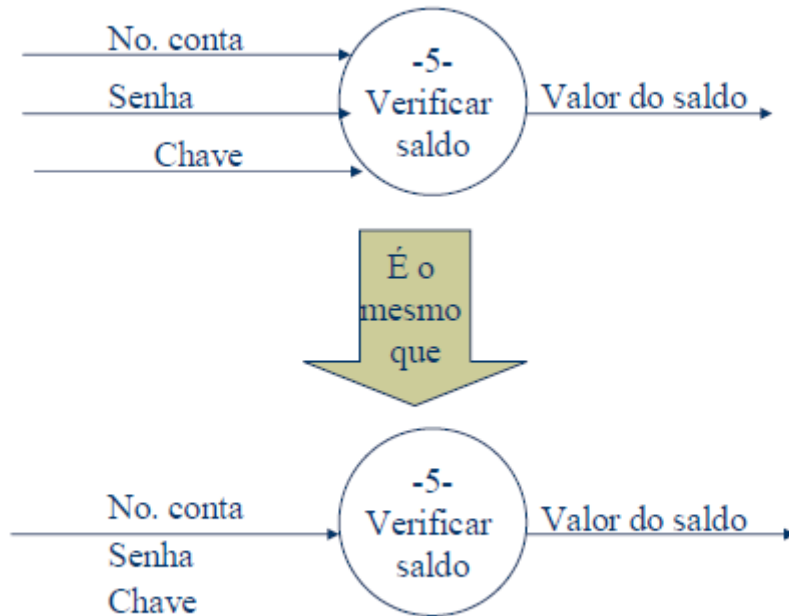 No. conta
Senha
Chave
-5-
Verificar
saldo
Valor do saldo
É o
mesmo
que
No. conta
Senha
Chave
-5-
Verificar
saldo
Valor do saldo